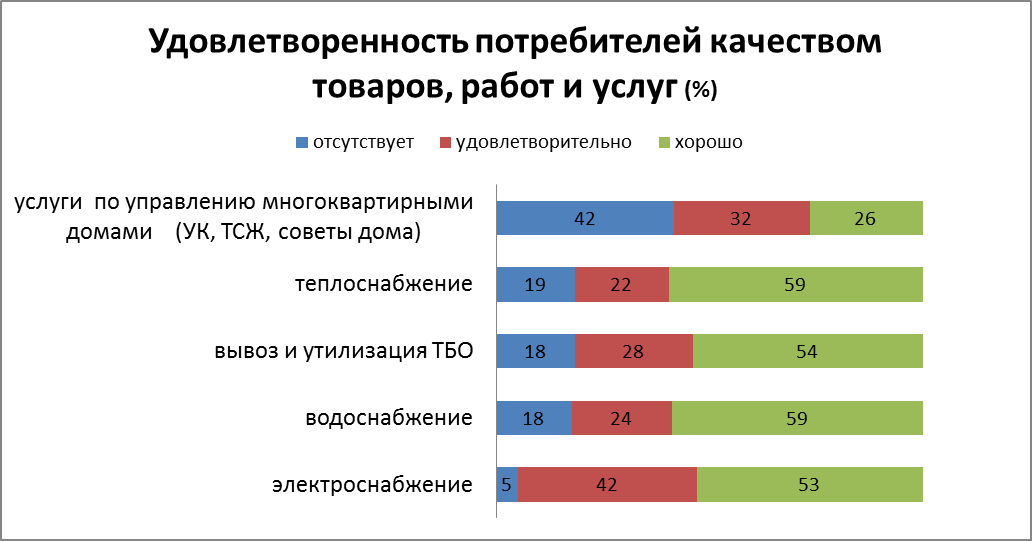 Удовлетворенность потребителей качеством
товаров, работ и услуг (%)
отсутствует удовлетворительно хорошо
услуги по управлению многоквартирными
домами (УК, ТСЖ, советы дома)
42 32 26
теплоснабжение 19 22 59
вывоз и утилизация ТБО 18 28 54
водоснабжение 18 24 59
электроснабжение 5 42 53